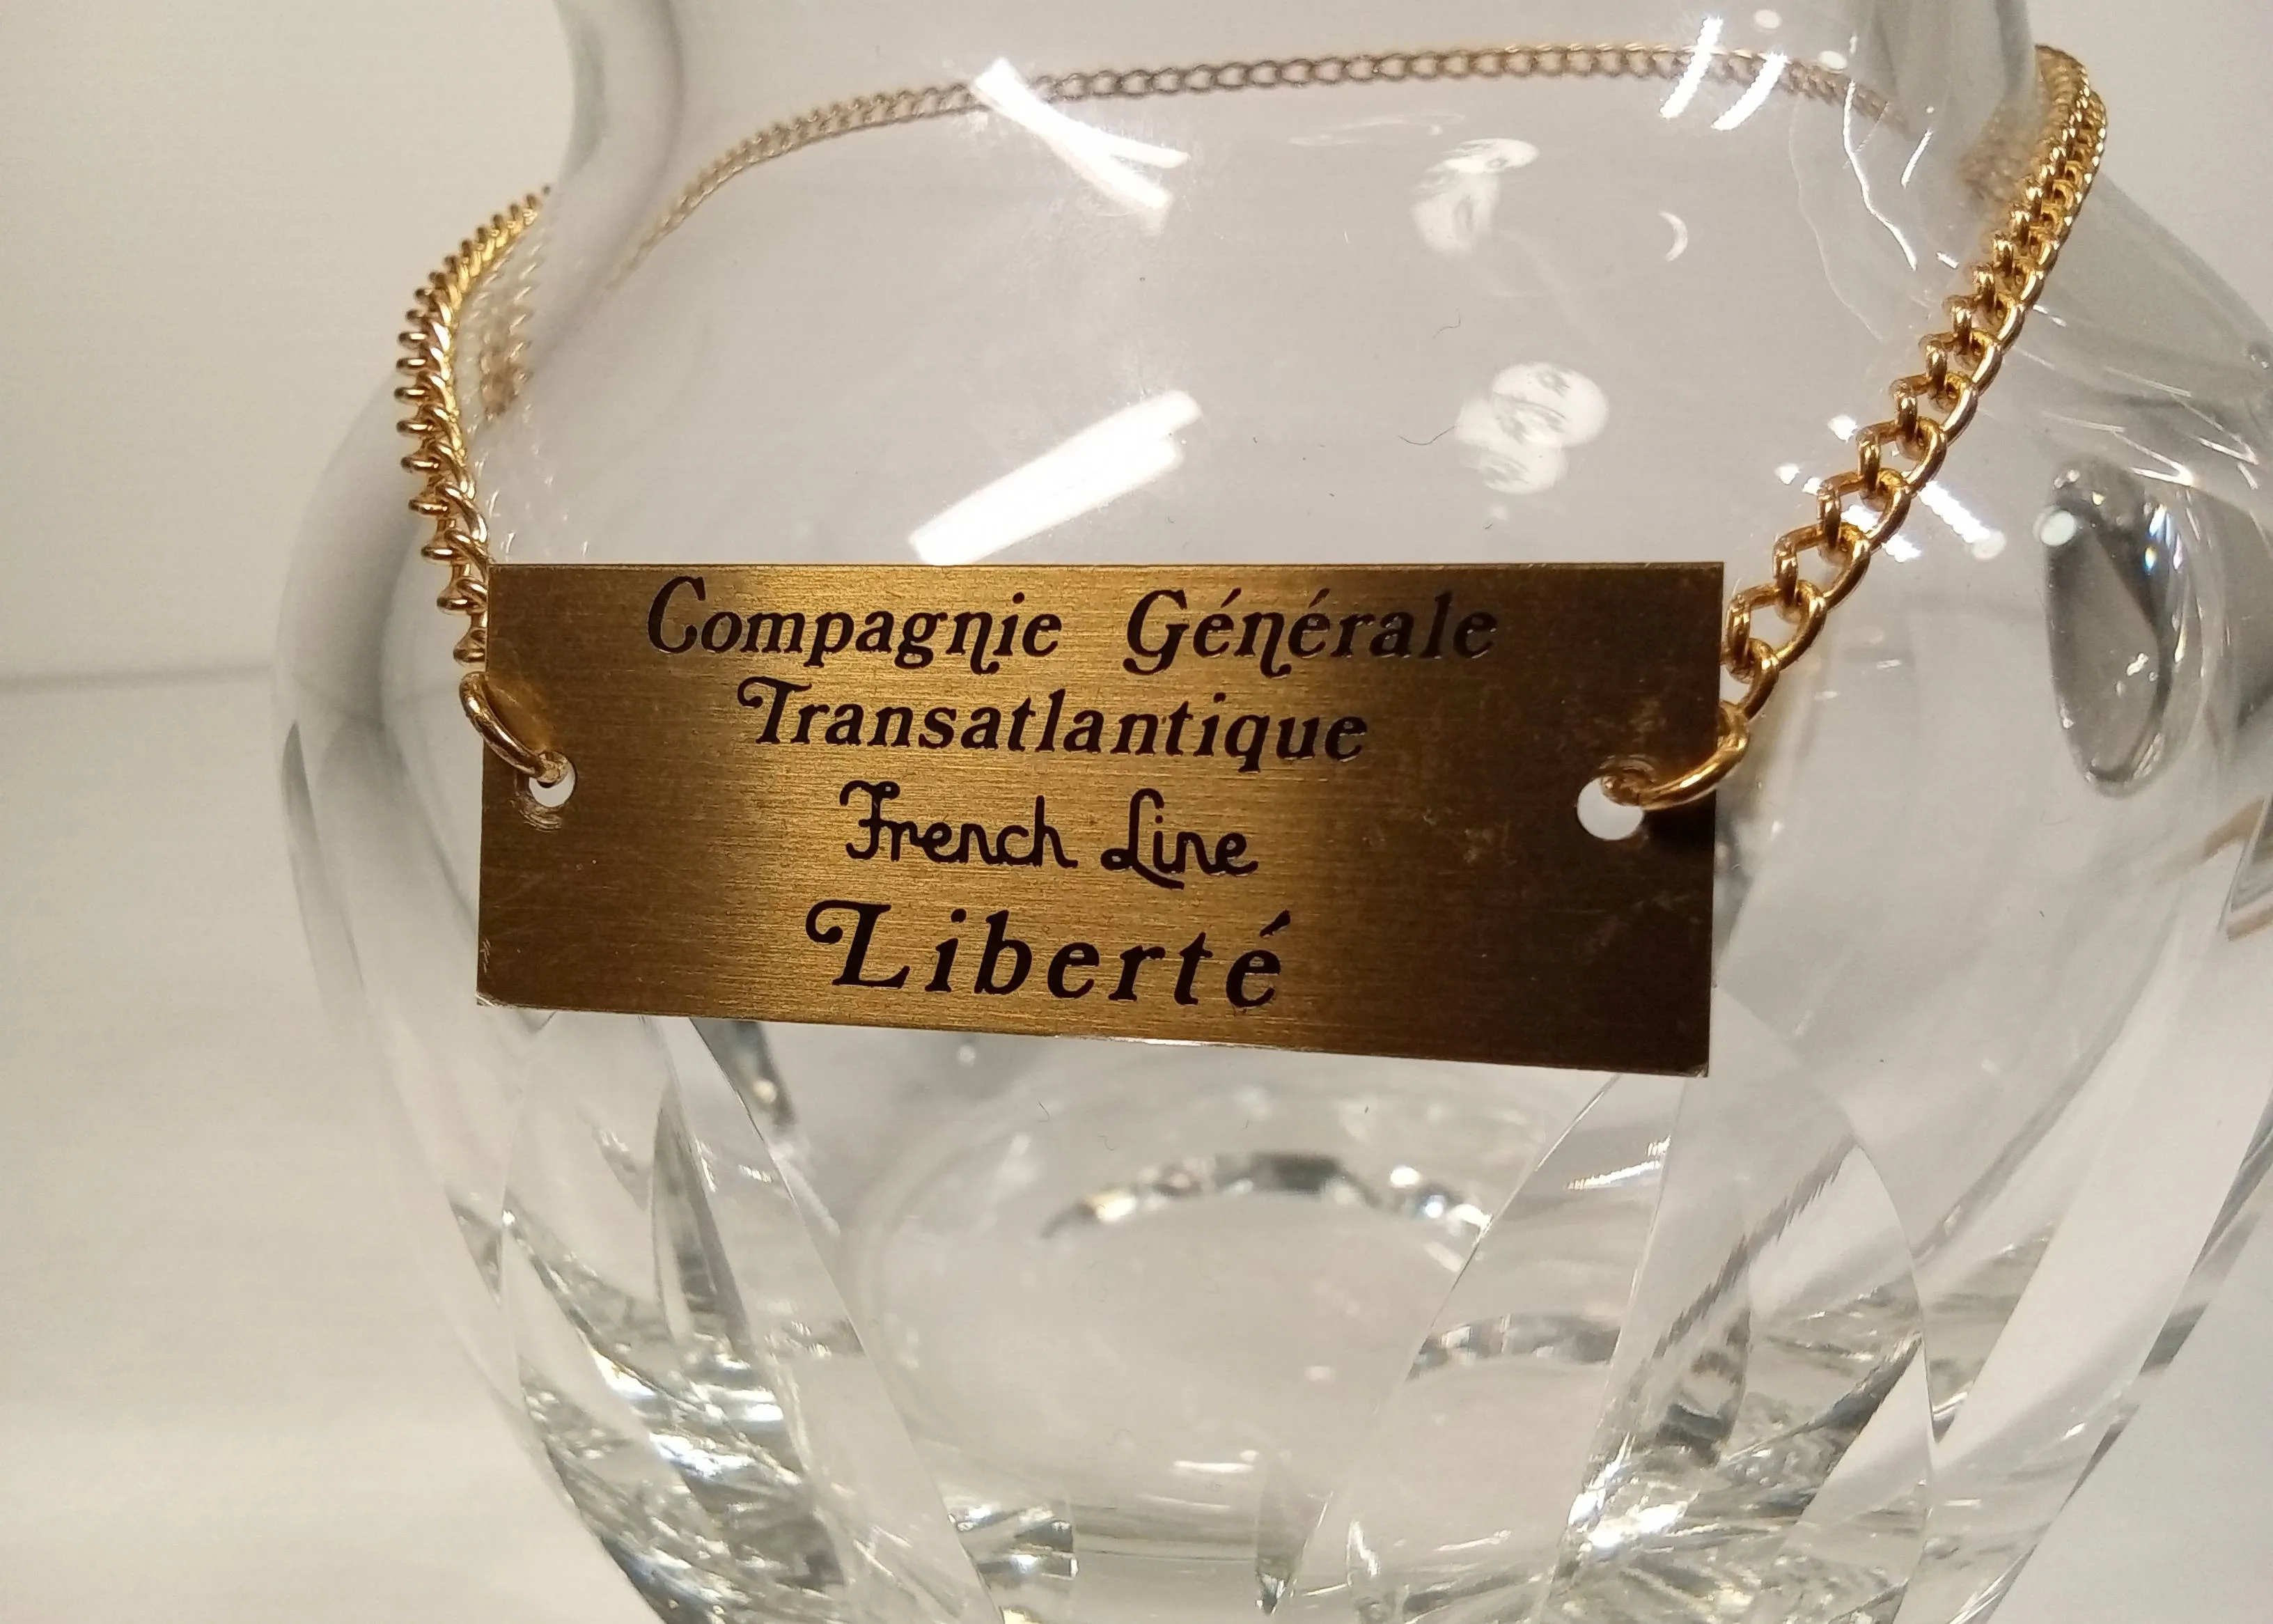 Compagnie Générale
Transatlantique
French Line
Liberté